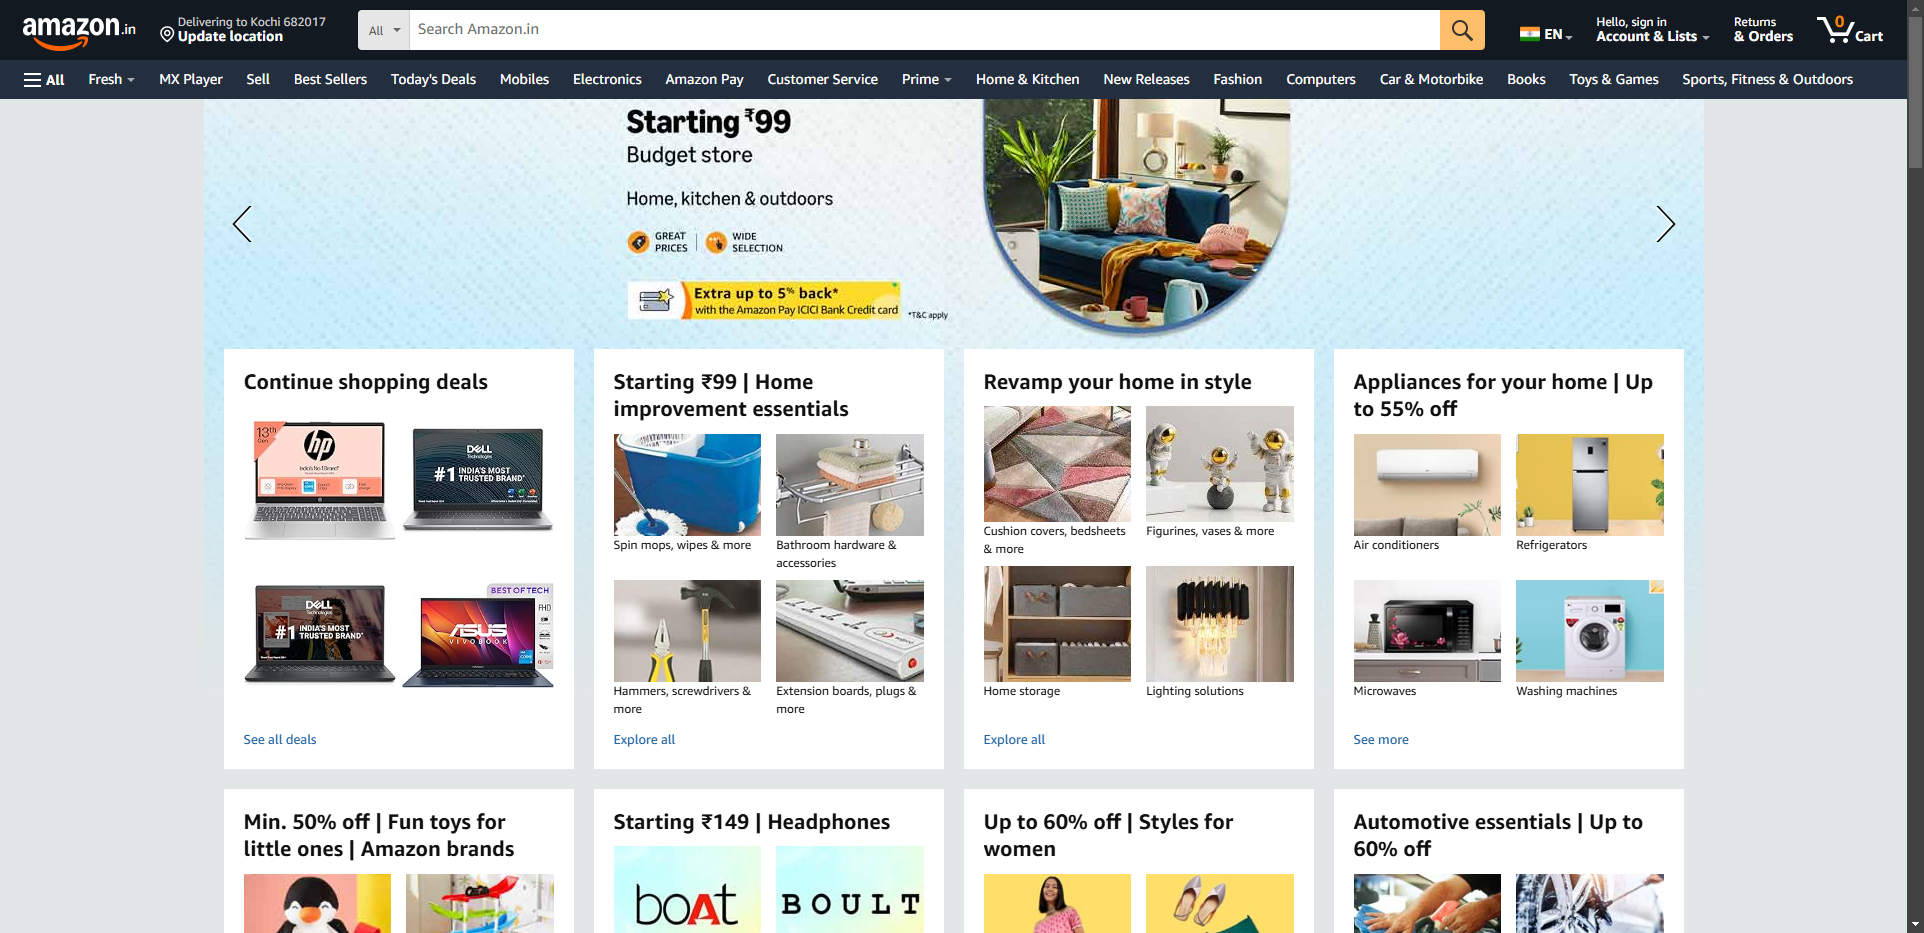 amazon.in
Delivering to Kochi 682017
Update location
All
Search Amazon.in
EN
Hello, sign in
Account & Lists
Returns
& Orders
0
Cart
All
Fresh
MX Player
Sell
Best Sellers
Today's Deals
Mobiles
Electronics
Amazon Pay
Customer Service
Prime
Home & Kitchen
New Releases
Fashion
Computers
Car & Motorbike
Books
Toys & Games
Sports, Fitness & Outdoors
Starting ₹99
Budget store
Home, kitchen & outdoors
GREAT
PRICES
WIDE
SELECTION
Extra up to 5% back*
with the Amazon Pay ICICI Bank Credit card
*T&C apply
Continue shopping deals
13th
Gen
hp
India's No.1 Brand*
DELL
Technologies
#1 INDIA'S MOST
TRUSTED BRAND*
DELL
Technologies
#1 INDIA'S MOST
TRUSTED BRAND*
BEST OF TECH
FHD
ASUS
VIVOBOOK
See all deals
Starting ₹99 | Home
improvement essentials
Spin mops, wipes & more
Bathroom hardware &
accessories
Hammers, screwdrivers &
more
Extension boards, plugs &
more
Explore all
Revamp your home in style
Cushion covers, bedsheets
& more
Figurines, vases & more
Home storage
Lighting solutions
Explore all
Appliances for your home | Up
to 55% off
Air conditioners
Refrigerators
Microwaves
Washing machines
See more
Min. 50% off | Fun toys for
little ones | Amazon brands
Starting ₹149 | Headphones
boAt
BOULT
Up to 60% off | Styles for
women
Automotive essentials | Up to
60% off